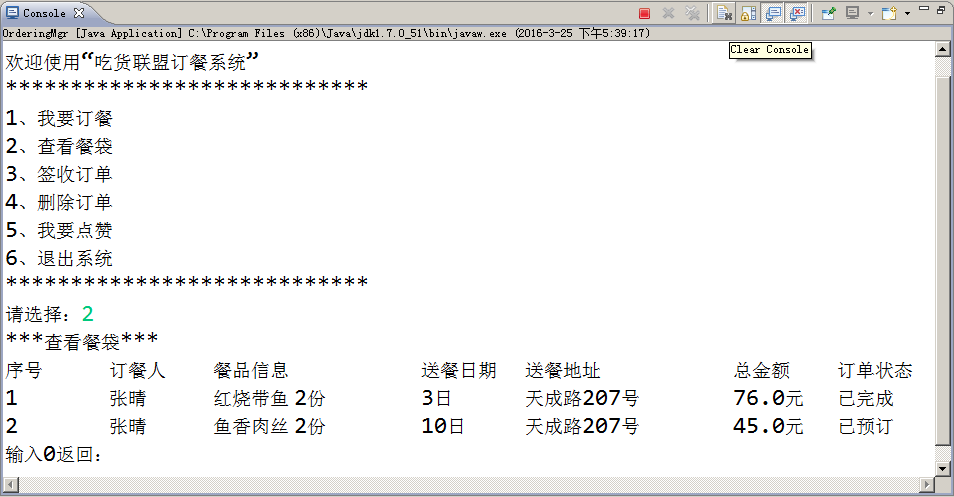 Console
OrderingMgr [Java Application] C:\Program Files (x86)\Java\jdk1.7.0_51\bin\javaw.exe (2016-3-25 下午5:39:17)
Clear Console
欢迎使用“吃货联盟订餐系统”
****************************
1、我要订餐
2、查看餐袋
3、签收订单
4、删除订单
5、我要点赞
6、退出系统
****************************
请选择：2
***查看餐袋***
序号 订餐人 餐品信息 送餐日期 送餐地址 总金额 订单状态
1 张晴 红烧带鱼 2份 3日 天成路207号 76.0元 已完成
2 张晴 鱼香肉丝 2份 10日 天成路207号 45.0元 已预订
输入0返回：